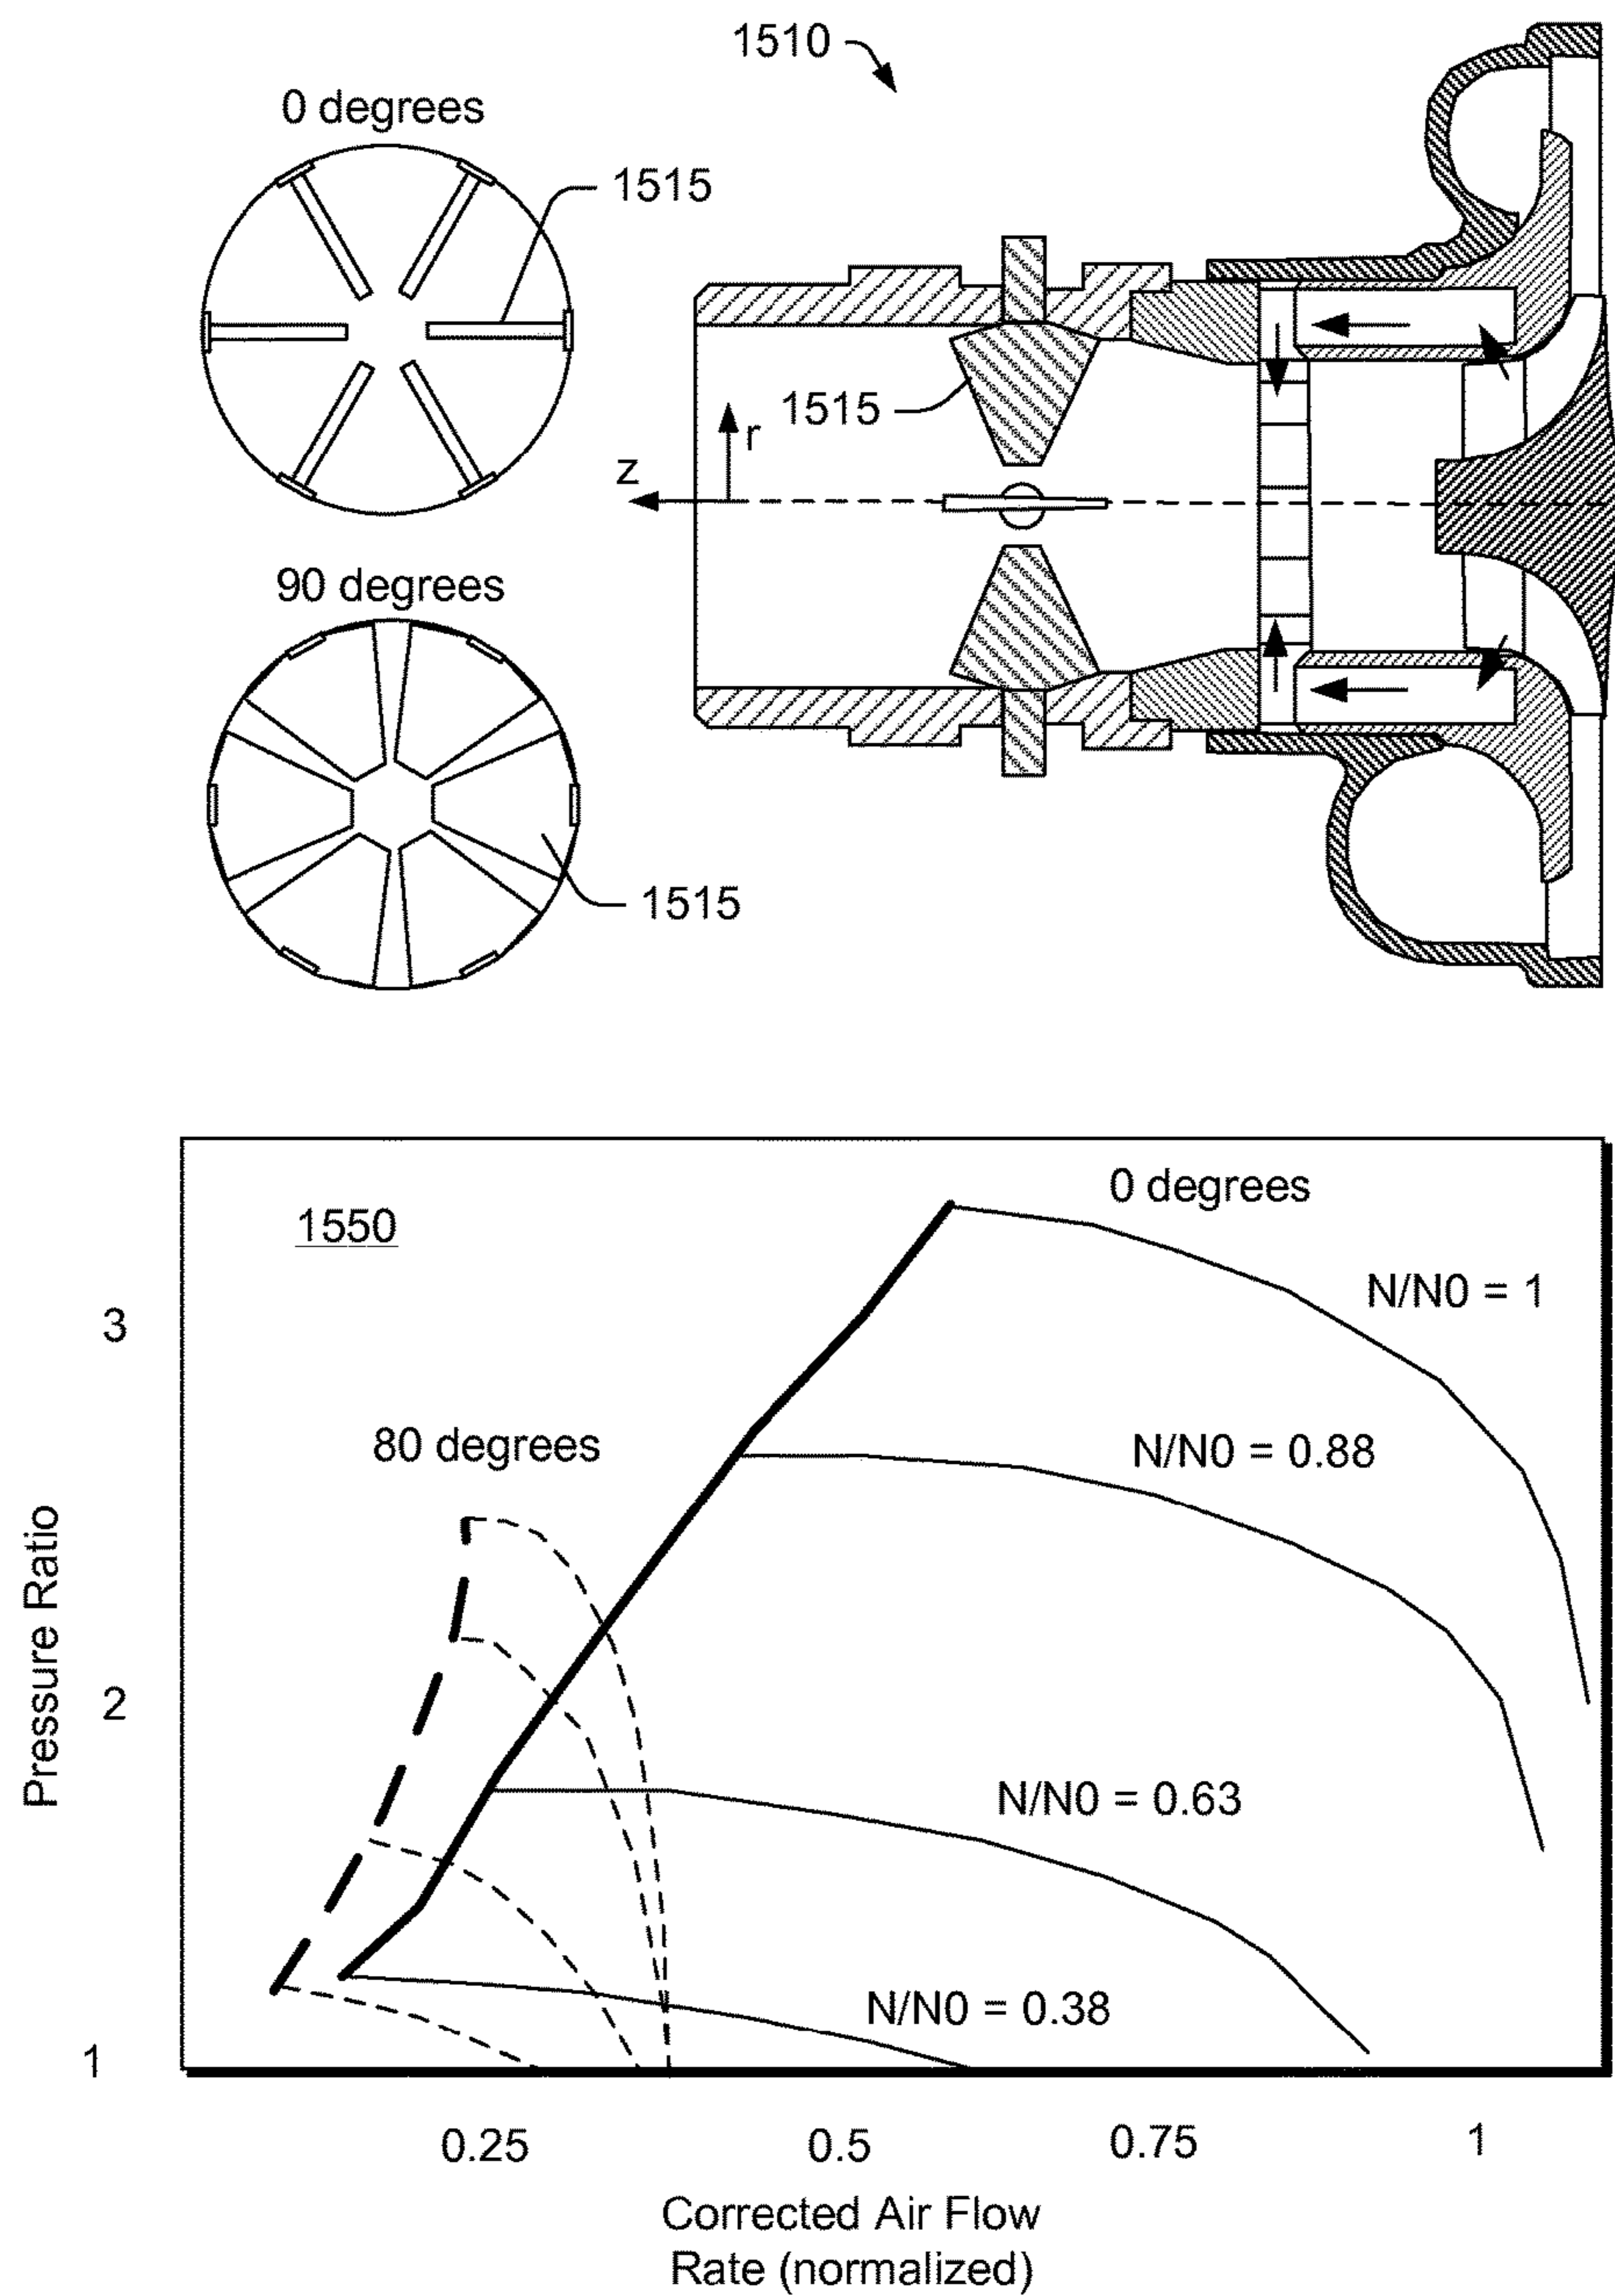 1510
0 degrees
1515
1515
r
z
90 degrees
1515
1550
0 degrees
N/N0 = 1
3
80 degrees
N/N0 = 0.88
Pressure Ratio
2
N/N0 = 0.63
N/N0 = 0.38
1
0.25
0.5
0.75
1
Corrected Air Flow
Rate (normalized)